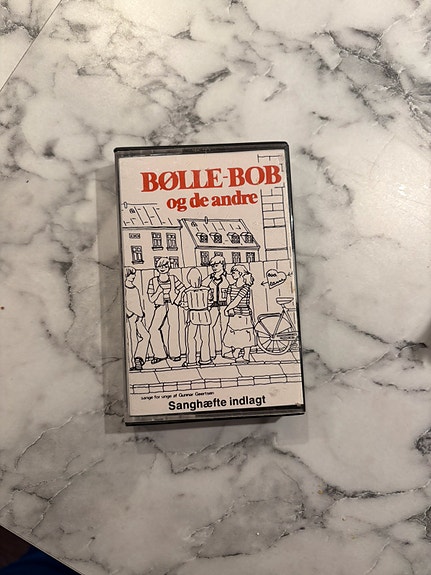 BØLLE-BOB
og de andre
sange for unge af Gunnar Geertsen
Sanghæfte indlagt